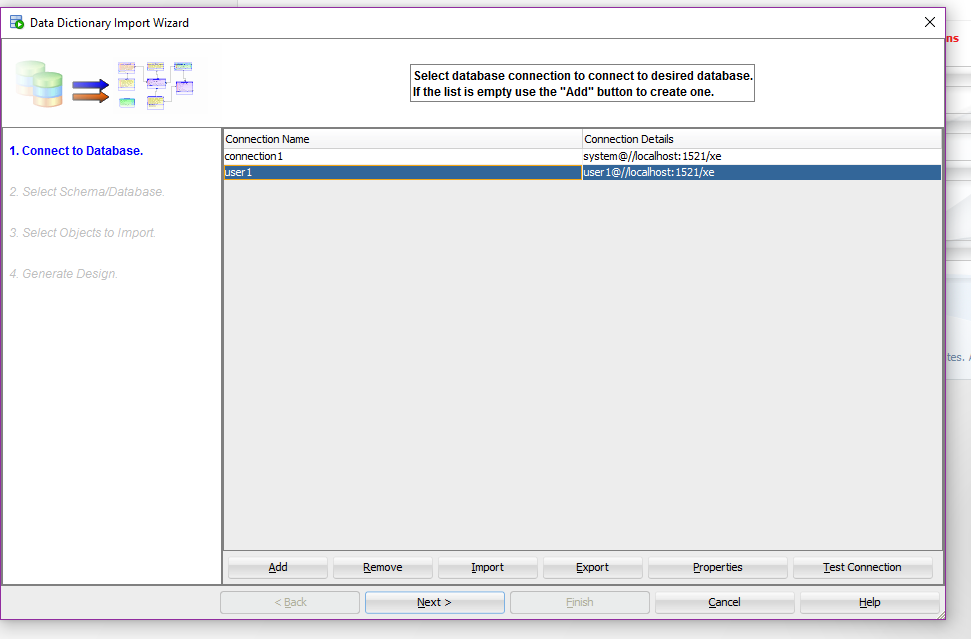 Data Dictionary Import Wizard
ns
Select database connection to connect to desired database.
If the list is empty use the "Add" button to create one.
1. Connect to Database.
2. Select Schema/Database.
3. Select Objects to Import.
4. Generate Design.
Connection Name Connection Details
connection1 system@//localhost:1521/xe
user1 user1@//localhost:1521/xe
tes. A
Add Remove Import Export Properties Test Connection
< Back Next > Finish Cancel Help